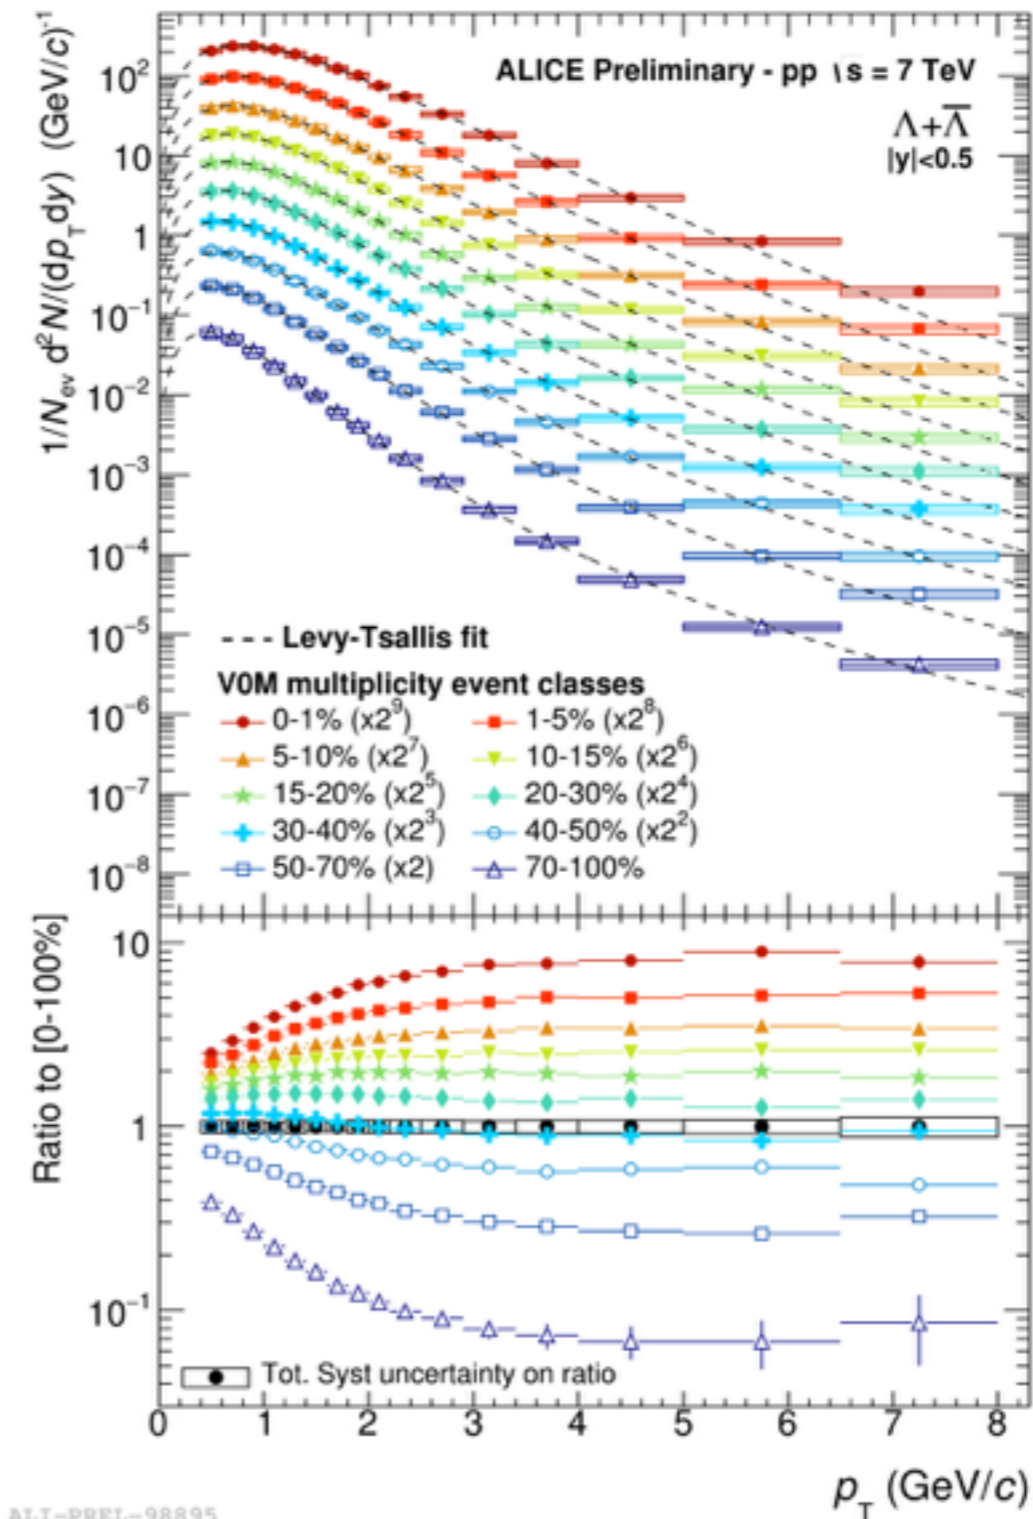 1/N_ev d²N/(dp_T dy) (GeV/c)⁻¹
10²
10
1
10⁻¹
10⁻²
10⁻³
10⁻⁴
10⁻⁵
10⁻⁶
10⁻⁷
10⁻⁸
ALICE Preliminary - pp \s = 7 TeV
Λ+Λ̅
|y|<0.5
Levy-Tsallis fit
V0M multiplicity event classes
0-1% (x2⁹) 1-5% (x2⁸)
5-10% (x2⁷) 10-15% (x2⁶)
15-20% (x2⁵) 20-30% (x2⁴)
30-40% (x2³) 40-50% (x2²)
50-70% (x2) 70-100%
Ratio to [0-100%]
10
1
10⁻¹
Tot. Syst uncertainty on ratio
0 1 2 3 4 5 6 7 8
p_T (GeV/c)
ALI-PREL-98895